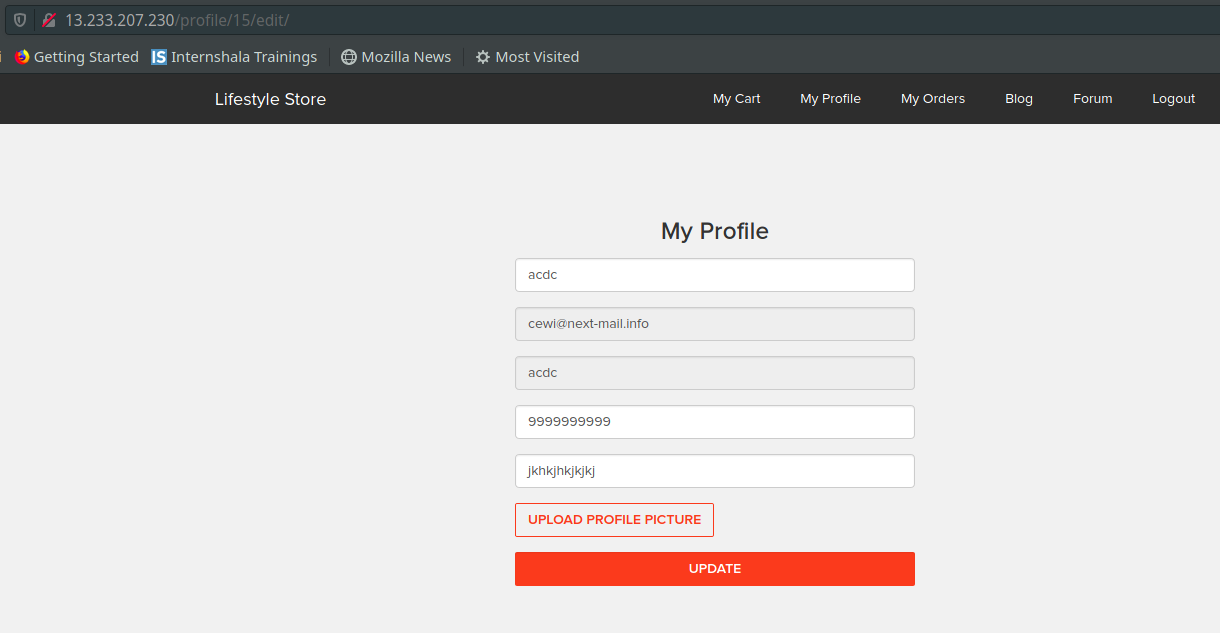 13.233.207.230/profile/15/edit/
Getting Started Internshala Trainings Mozilla News Most Visited
Lifestyle Store My Cart My Profile My Orders Blog Forum Logout
My Profile
acdc
cewi@next-mail.info
acdc
9999999999
jkhkjhkjkjkj
UPLOAD PROFILE PICTURE
UPDATE